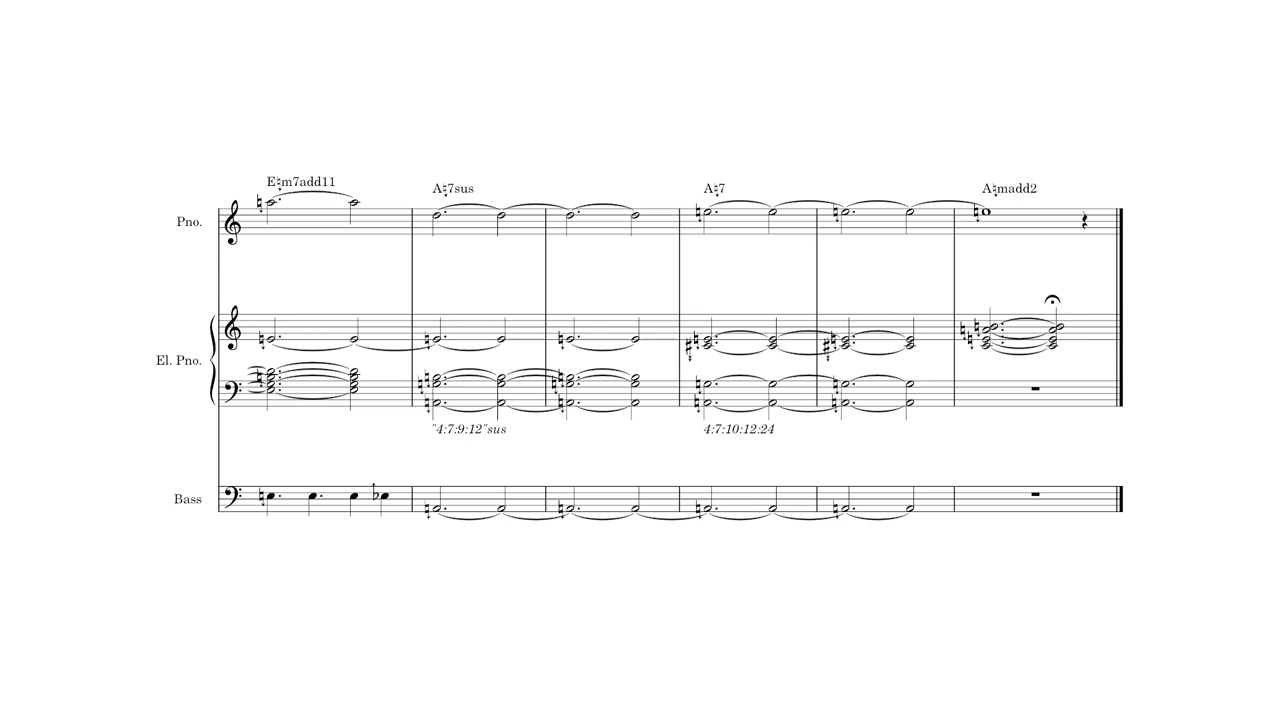 E♮m7add11
A♮7sus
A♮7
A♮madd2
Pno.
El. Pno.
"4:7:9:12"sus
4:7:10:12:24
Bass